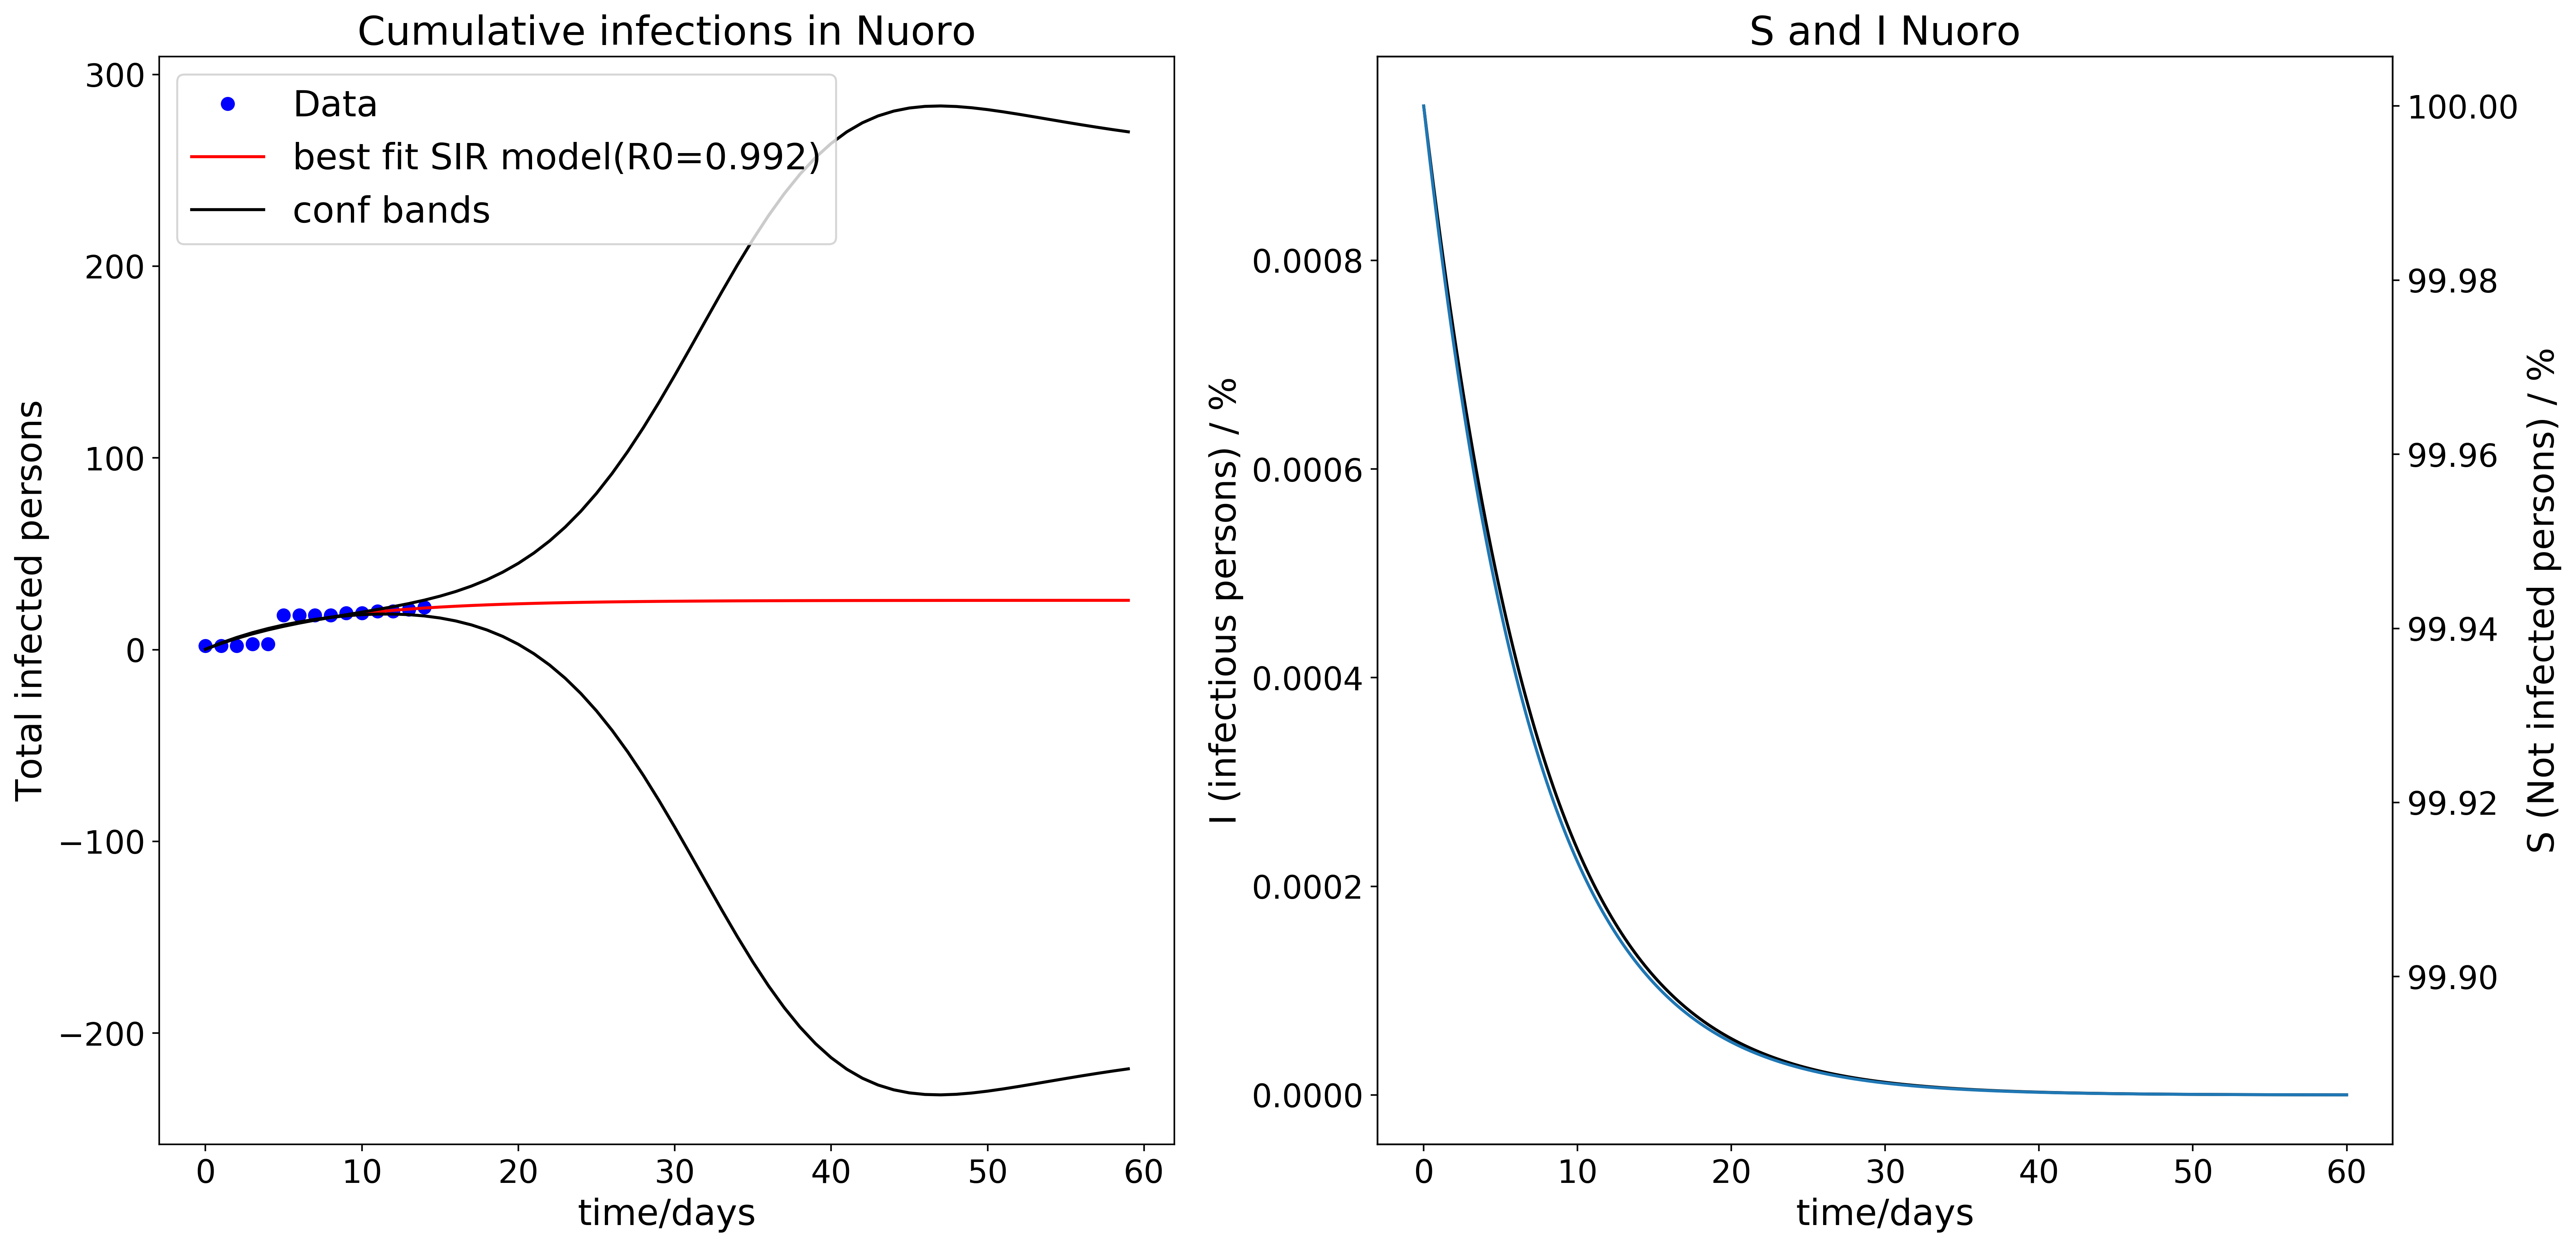 Cumulative infections in Nuoro
Data
best fit SIR model(R0=0.992)
conf bands
300
200
100
0
−100
−200
Total infected persons
0 10 20 30 40 50 60
time/days
S and I Nuoro
0.0008
0.0006
0.0004
0.0002
0.0000
I (infectious persons) / %
100.00
99.98
99.96
99.94
99.92
99.90
S (Not infected persons) / %
0 10 20 30 40 50 60
time/days